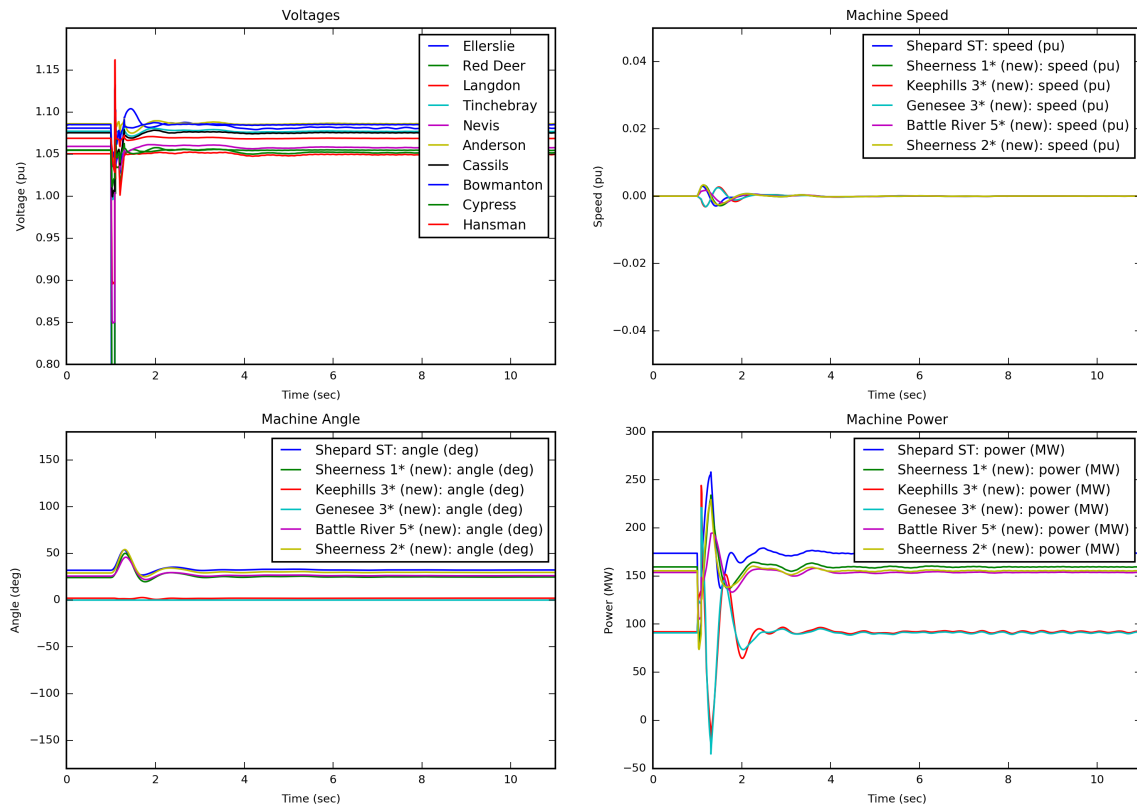 Voltages
Voltage (pu)
1.15
1.10
1.05
1.00
0.95
0.90
0.85
0.80
Ellerslie
Red Deer
Langdon
Tinchebray
Nevis
Anderson
Cassils
Bowmanton
Cypress
Hansman
0 2 4 6 8 10
Time (sec)
Machine Speed
Speed (pu)
0.04
0.02
0.00
−0.02
−0.04
Shepard ST: speed (pu)
Sheerness 1* (new): speed (pu)
Keephills 3* (new): speed (pu)
Genesee 3* (new): speed (pu)
Battle River 5* (new): speed (pu)
Sheerness 2* (new): speed (pu)
0 2 4 6 8 10
Time (sec)
Machine Angle
Angle (deg)
150
100
50
0
−50
−100
−150
Shepard ST: angle (deg)
Sheerness 1* (new): angle (deg)
Keephills 3* (new): angle (deg)
Genesee 3* (new): angle (deg)
Battle River 5* (new): angle (deg)
Sheerness 2* (new): angle (deg)
0 2 4 6 8 10
Time (sec)
Machine Power
Power (MW)
300
250
200
150
100
50
0
−50
Shepard ST: power (MW)
Sheerness 1* (new): power (MW)
Keephills 3* (new): power (MW)
Genesee 3* (new): power (MW)
Battle River 5* (new): power (MW)
Sheerness 2* (new): power (MW)
0 2 4 6 8 10
Time (sec)